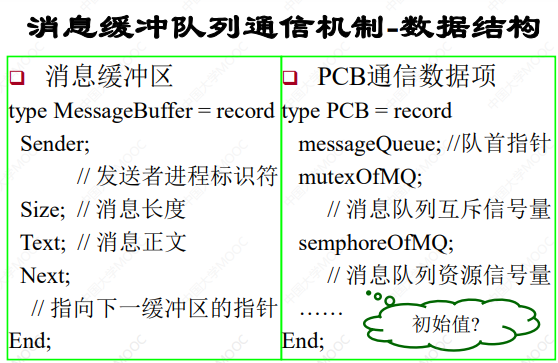 消息缓冲队列通信机制-数据结构
消息缓冲区
type MessageBuffer = record
Sender;
// 发送者进程标识符
Size; // 消息长度
Text; // 消息正文
Next;
// 指向下一缓冲区的指针
End;
PCB通信数据项
type PCB = record
messageQueue; //队首指针
mutexOfMQ;
// 消息队列互斥信号量
semphoreOfMQ;
// 消息队列资源信号量
……
初始值?
End;